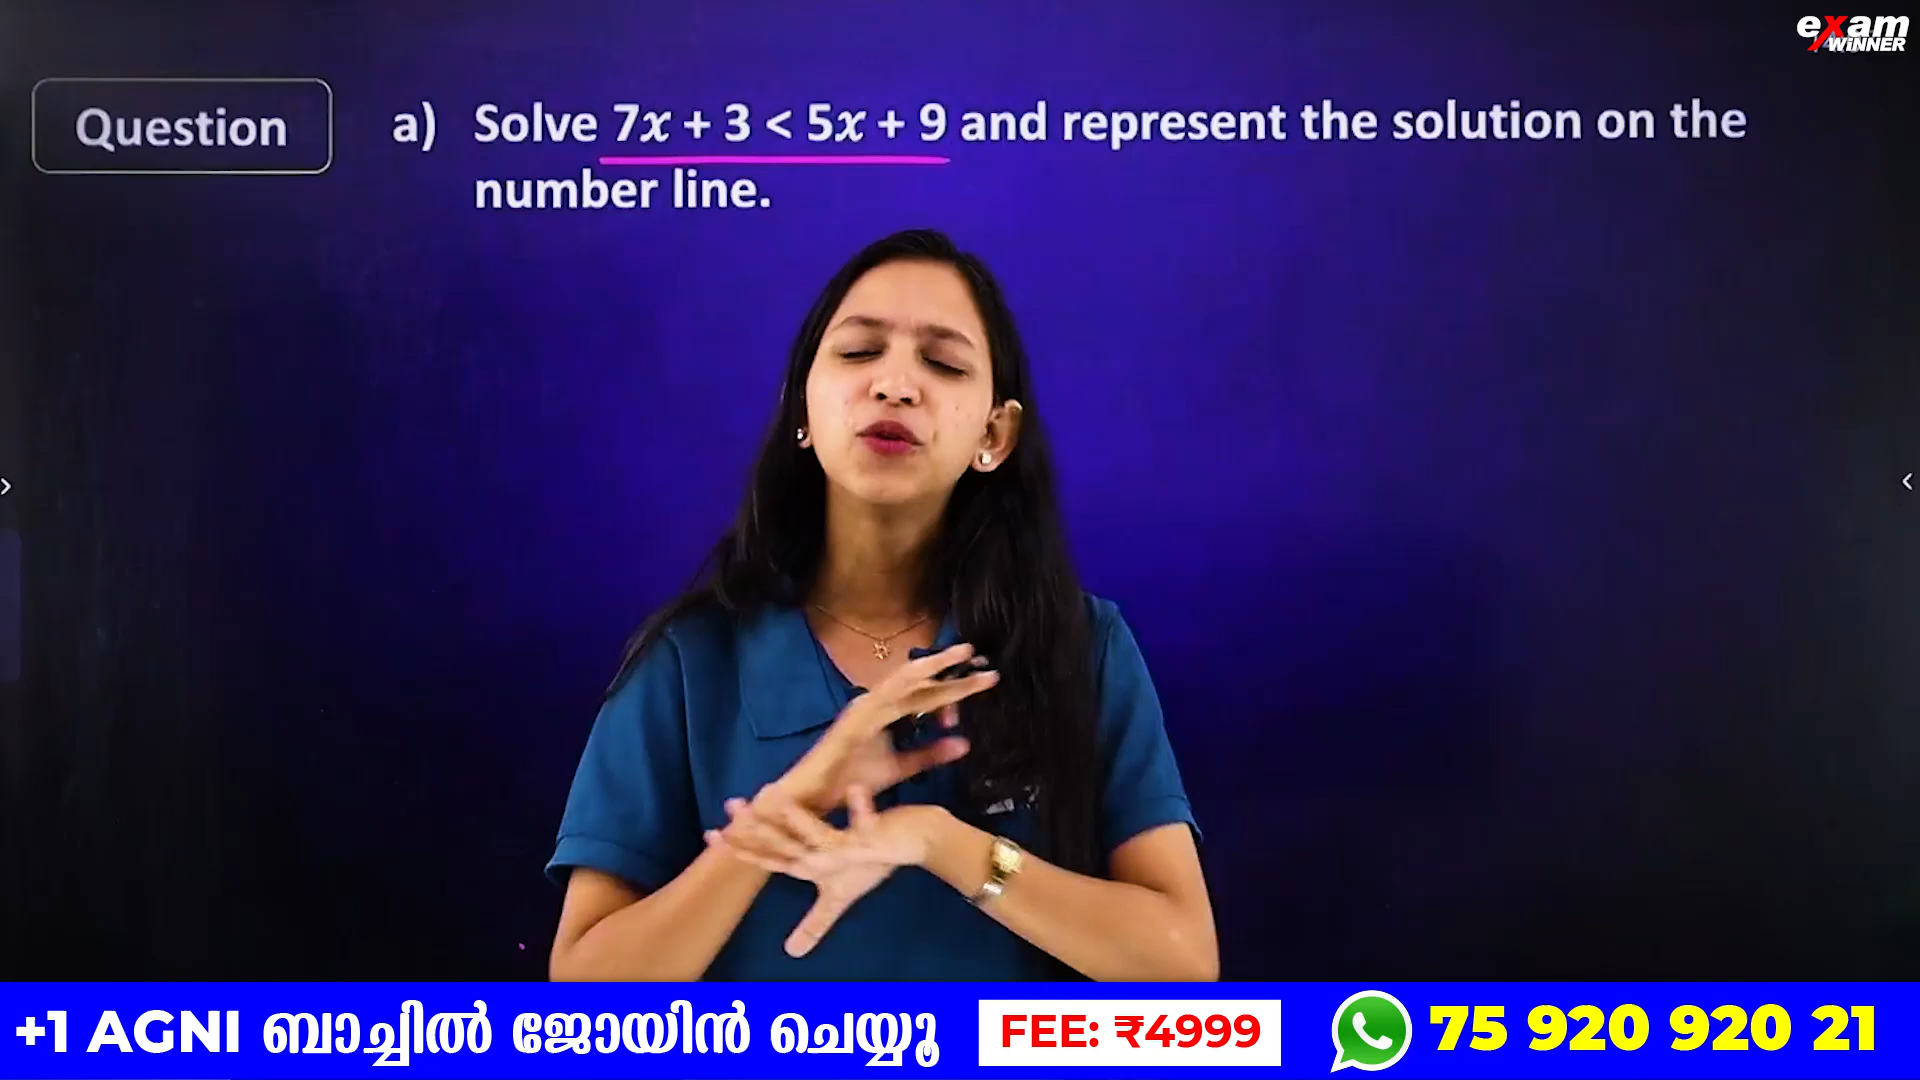 exam
WINNER
Question
a) Solve 7x + 3 < 5x + 9 and represent the solution on the
number line.
+1 AGNI ബാച്ചിൽ ജോയിൻ ചെയ്യൂ
FEE: ₹4999
75 920 920 21